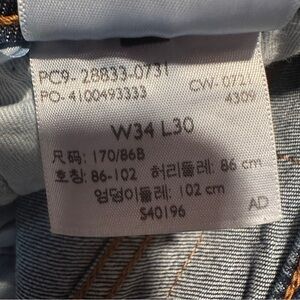 PC9- 28833-0731
PO- 4100493333
CW- 0721
4309
W34 L30
尺码: 170/86B
호칭: 86-102 허리둘레: 86 cm
엉덩이둘레: 102 cm
S40196
AD